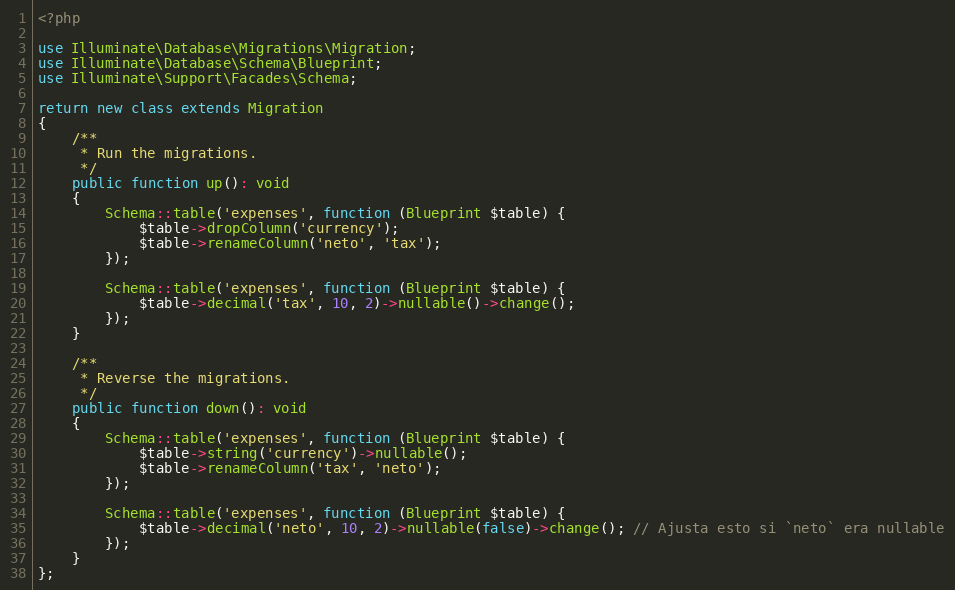 1 <?php
2
3 use Illuminate\Database\Migrations\Migration;
4 use Illuminate\Database\Schema\Blueprint;
5 use Illuminate\Support\Facades\Schema;
6
7 return new class extends Migration
8 {
9     /**
10      * Run the migrations.
11      */
12     public function up(): void
13     {
14         Schema::table('expenses', function (Blueprint $table) {
15             $table->dropColumn('currency');
16             $table->renameColumn('neto', 'tax');
17         });
18
19         Schema::table('expenses', function (Blueprint $table) {
20             $table->decimal('tax', 10, 2)->nullable()->change();
21         });
22     }
23
24     /**
25      * Reverse the migrations.
26      */
27     public function down(): void
28     {
29         Schema::table('expenses', function (Blueprint $table) {
30             $table->string('currency')->nullable();
31             $table->renameColumn('tax', 'neto');
32         });
33
34         Schema::table('expenses', function (Blueprint $table) {
35             $table->decimal('neto', 10, 2)->nullable(false)->change(); // Ajusta esto si `neto` era nullable
36         });
37     }
38 };